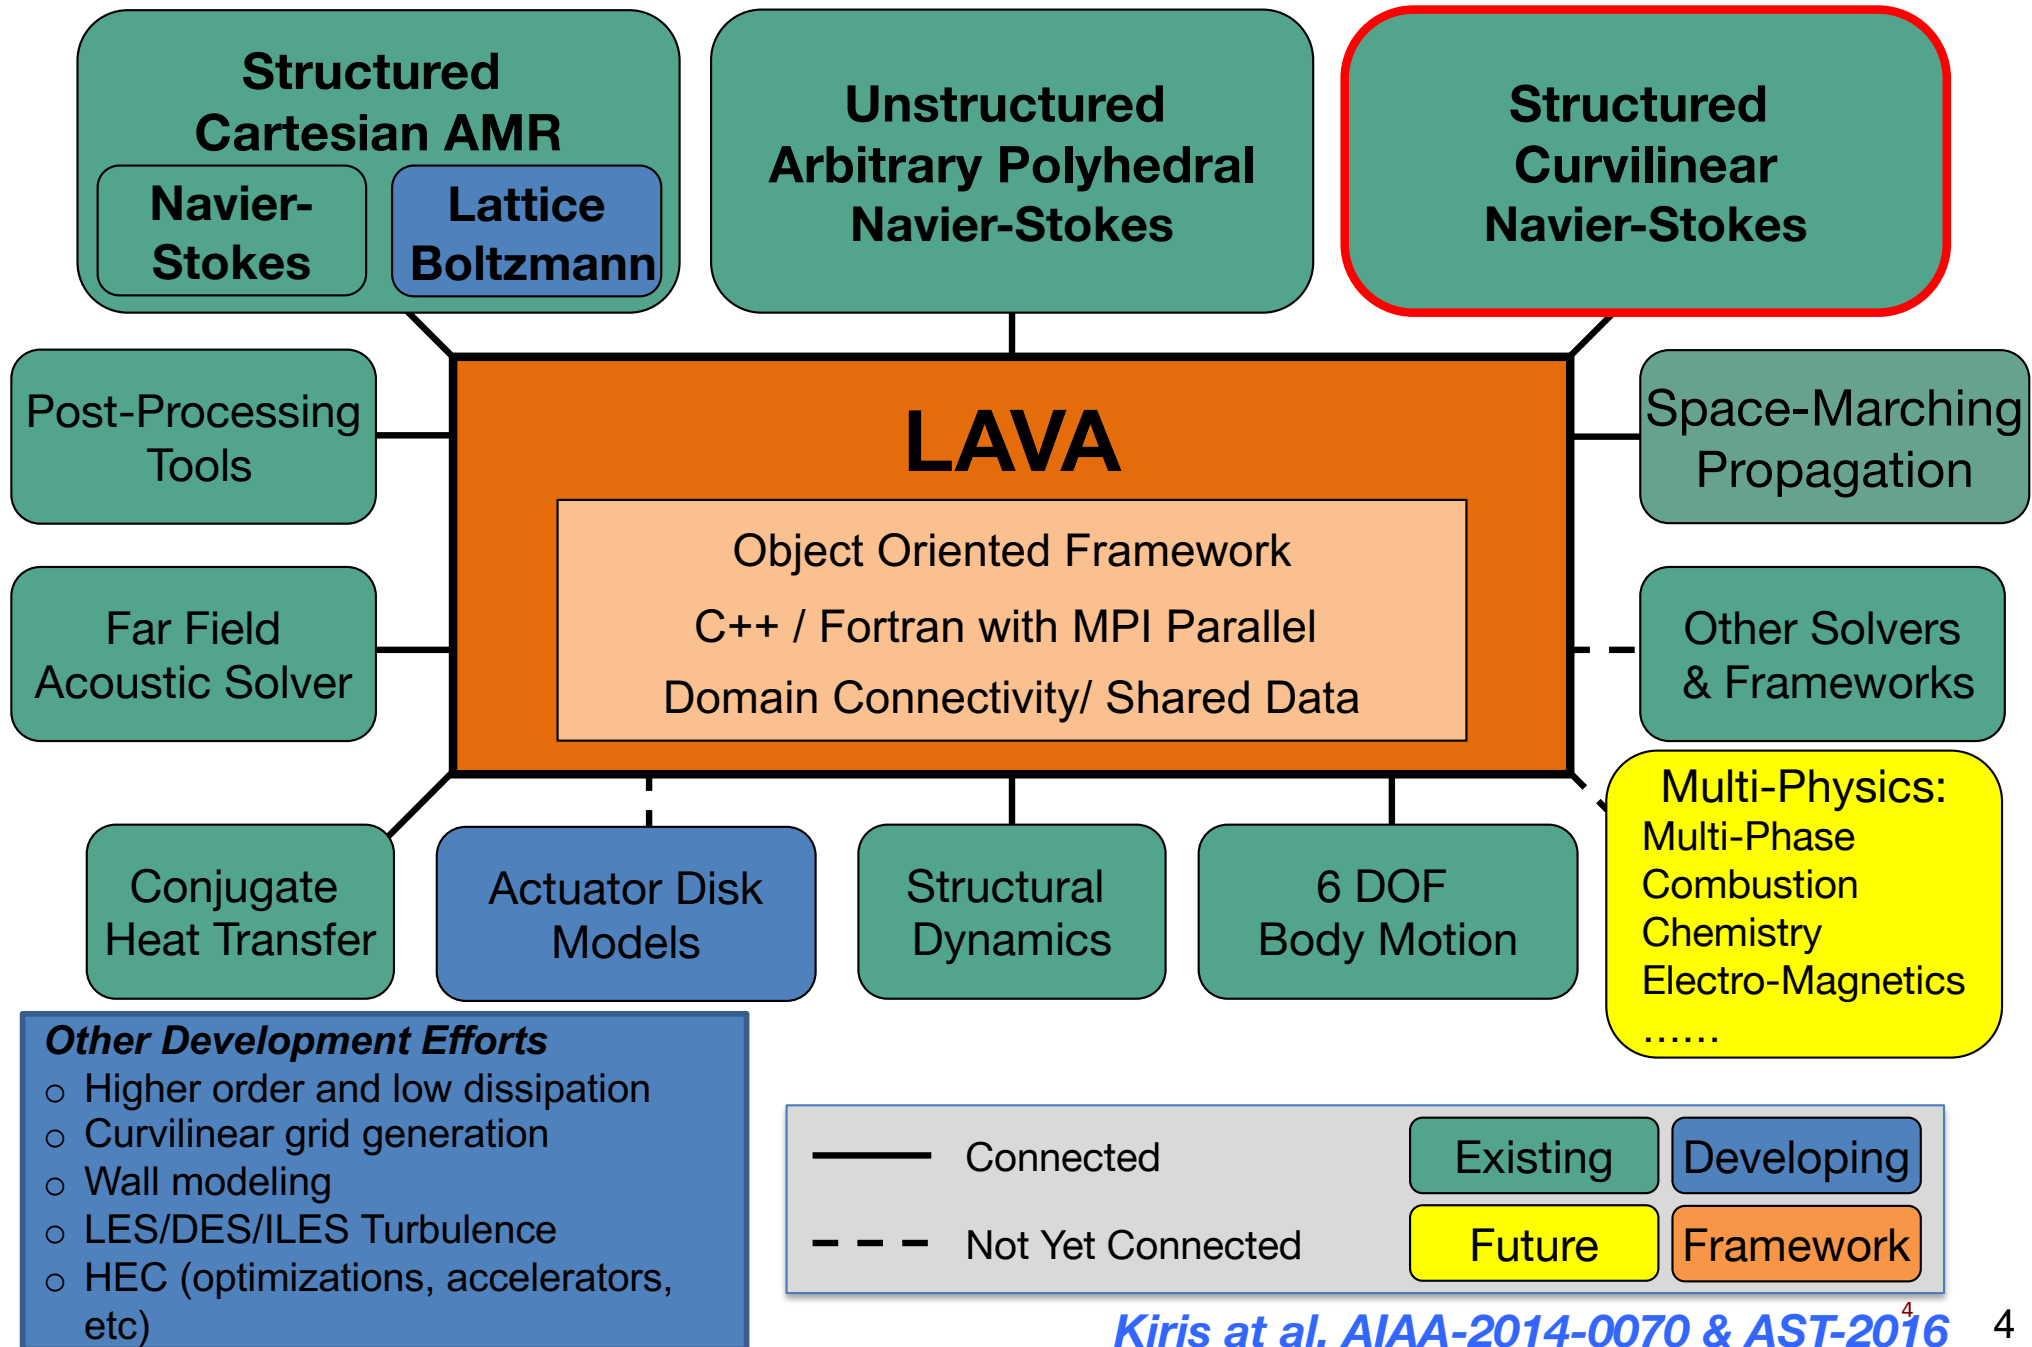 Structured
Cartesian AMR
Navier-
Stokes
Lattice
Boltzmann
Unstructured
Arbitrary Polyhedral
Navier-Stokes
Structured
Curvilinear
Navier-Stokes
Post-Processing
Tools
LAVA
Object Oriented Framework
C++ / Fortran with MPI Parallel
Domain Connectivity/ Shared Data
Space-Marching
Propagation
Far Field
Acoustic Solver
Other Solvers
& Frameworks
Conjugate
Heat Transfer
Actuator Disk
Models
Structural
Dynamics
6 DOF
Body Motion
Multi-Physics:
Multi-Phase
Combustion
Chemistry
Electro-Magnetics
......
Other Development Efforts
o Higher order and low dissipation
o Curvilinear grid generation
o Wall modeling
o LES/DES/ILES Turbulence
o HEC (optimizations, accelerators,
etc)
Connected
Not Yet Connected
Existing
Developing
Future
Framework
Kiris at al. AIAA-2014-0070 & AST-2016
4
4